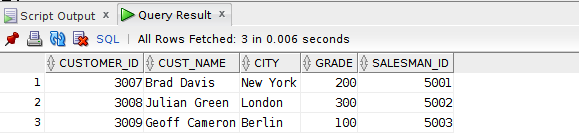 Script Output x Query Result x
SQL | All Rows Fetched: 3 in 0.006 seconds
CUSTOMER_ID CUST_NAME CITY GRADE SALESMAN_ID
1 3007 Brad Davis New York 200 5001
2 3008 Julian Green London 300 5002
3 3009 Geoff Cameron Berlin 100 5003